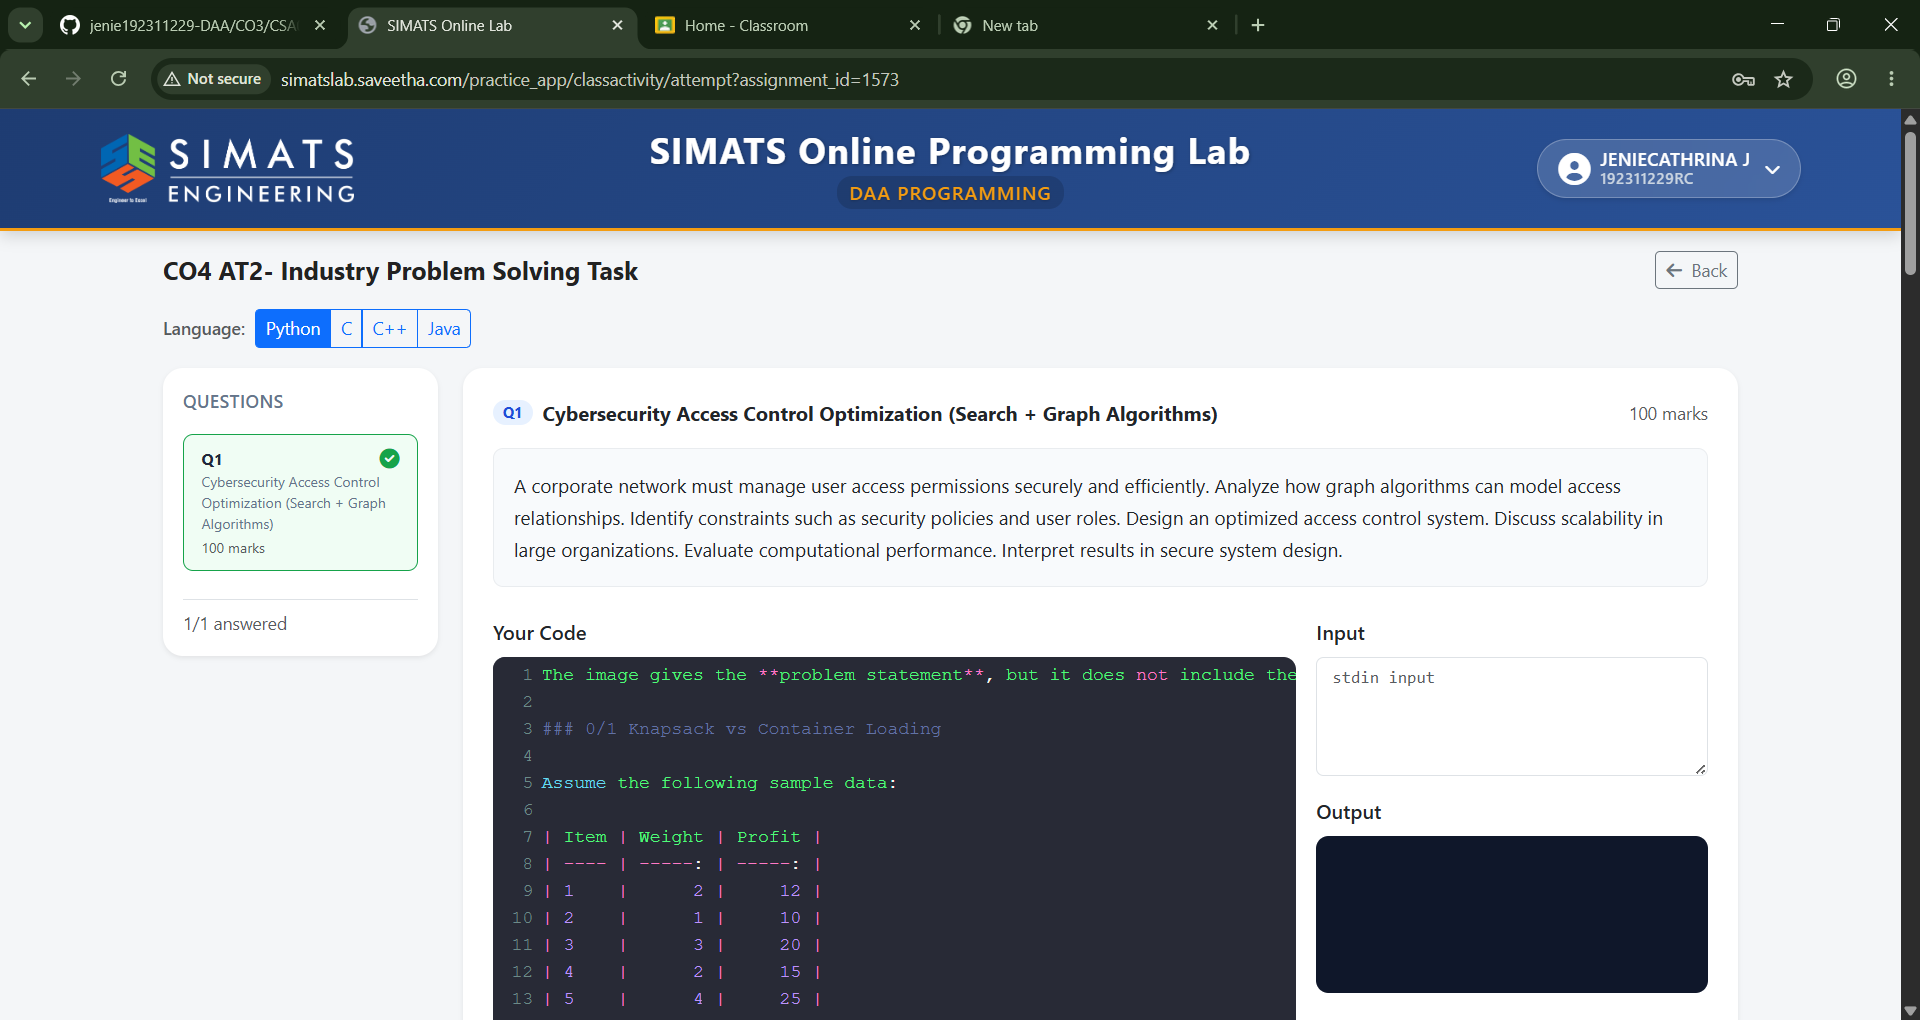 jenie192311229-DAA/CO3/CSA
SIMATS Online Lab
Home - Classroom
New tab
Not secure
simatslab.saveetha.com/practice_app/classactivity/attempt?assignment_id=1573
SIMATS
ENGINEERING
Engineer to Excel
SIMATS Online Programming Lab
DAA PROGRAMMING
JENIECATHRINA J
192311229RC
CO4 AT2- Industry Problem Solving Task
Back
Language: Python C C++ Java
QUESTIONS
Q1
Cybersecurity Access Control
Optimization (Search + Graph
Algorithms)
100 marks
1/1 answered
Q1 Cybersecurity Access Control Optimization (Search + Graph Algorithms)
100 marks
A corporate network must manage user access permissions securely and efficiently. Analyze how graph algorithms can model access
relationships. Identify constraints such as security policies and user roles. Design an optimized access control system. Discuss scalability in
large organizations. Evaluate computational performance. Interpret results in secure system design.
Your Code
1 The image gives the **problem statement**, but it does not include the
2
3 ### 0/1 Knapsack vs Container Loading
4
5 Assume the following sample data:
6
7 | Item | Weight | Profit |
8 | ---- | -----: | -----: |
9 | 1 | 2 | 12 |
10 | 2 | 1 | 10 |
11 | 3 | 3 | 20 |
12 | 4 | 2 | 15 |
13 | 5 | 4 | 25 |
Input
stdin input
Output